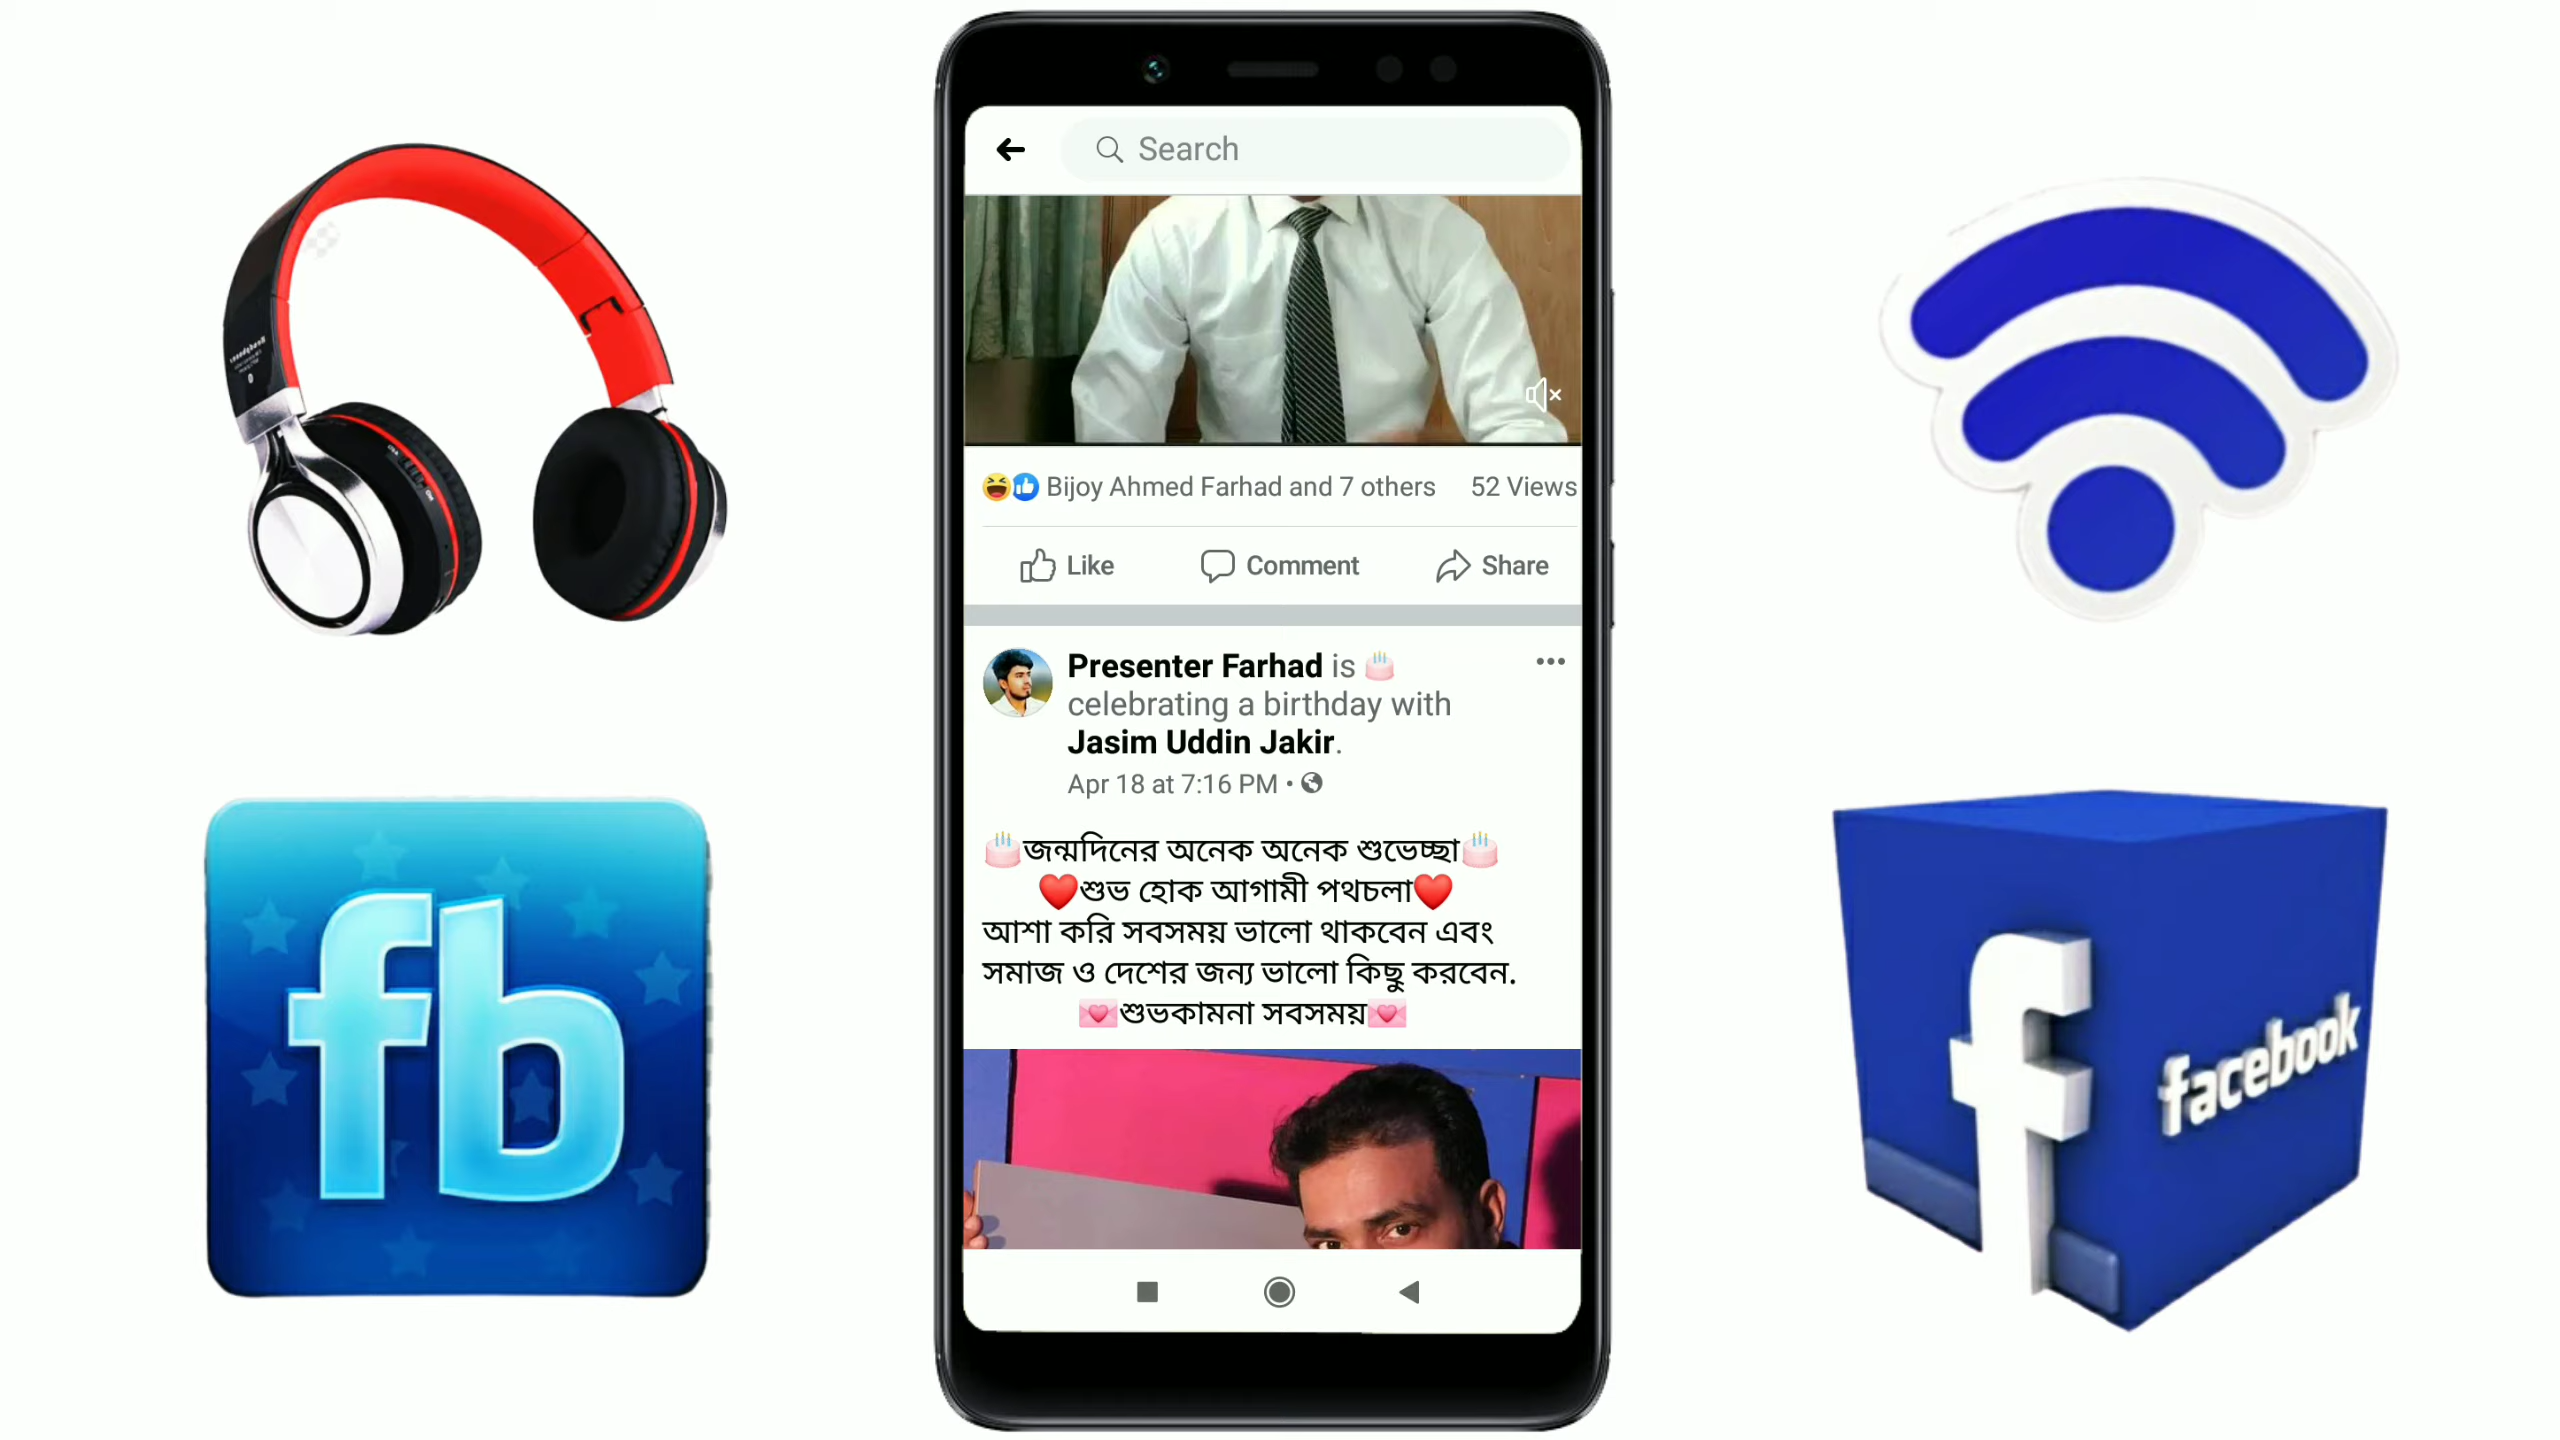 Search
Bijoy Ahmed Farhad and 7 others 52 Views
Like Comment Share
Presenter Farhad is 🎂
celebrating a birthday with
Jasim Uddin Jakir.
Apr 18 at 7:16 PM •
🎂জন্মদিনের অনেক অনেক শুভেচ্ছা🎂
❤️শুভ হোক আগামী পথচলা❤️
আশা করি সবসময় ভালো থাকবেন এবং
সমাজ ও দেশের জন্য ভালো কিছু করবেন.
💌শুভকামনা সবসময়💌
fb
f
facebook